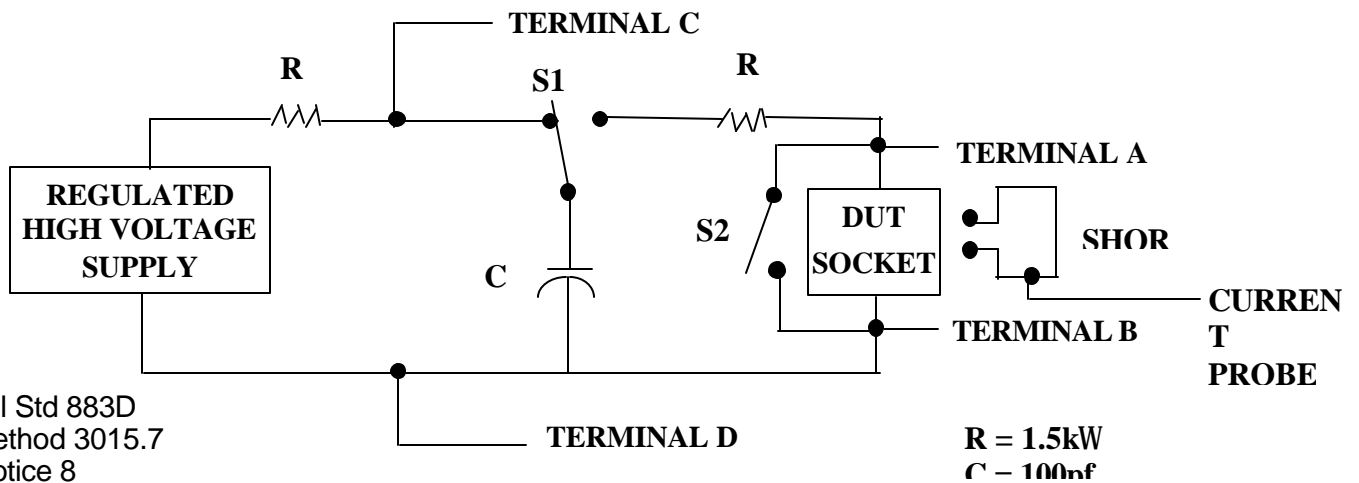 TERMINAL C
R
R
S1
TERMINAL A
REGULATED
HIGH VOLTAGE
SUPPLY
DUT
SOCKET
S2
SHOR
C
CURREN
T
PROBE
TERMINAL B
l Std 883D
ethod 3015.7
otice 8
TERMINAL D
R = 1.5kW
C = 100pf